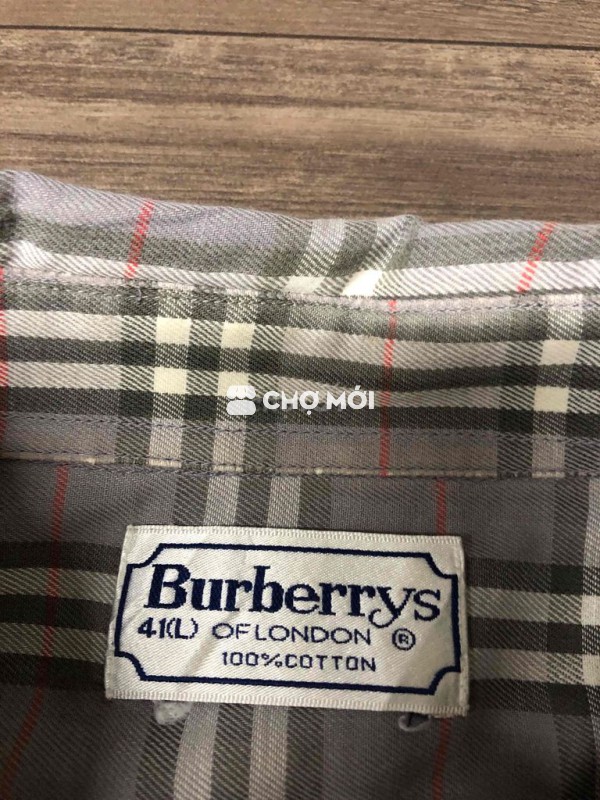 CHỢ MỚI
Burberrys
41(L) OF LONDON ®
100% COTTON